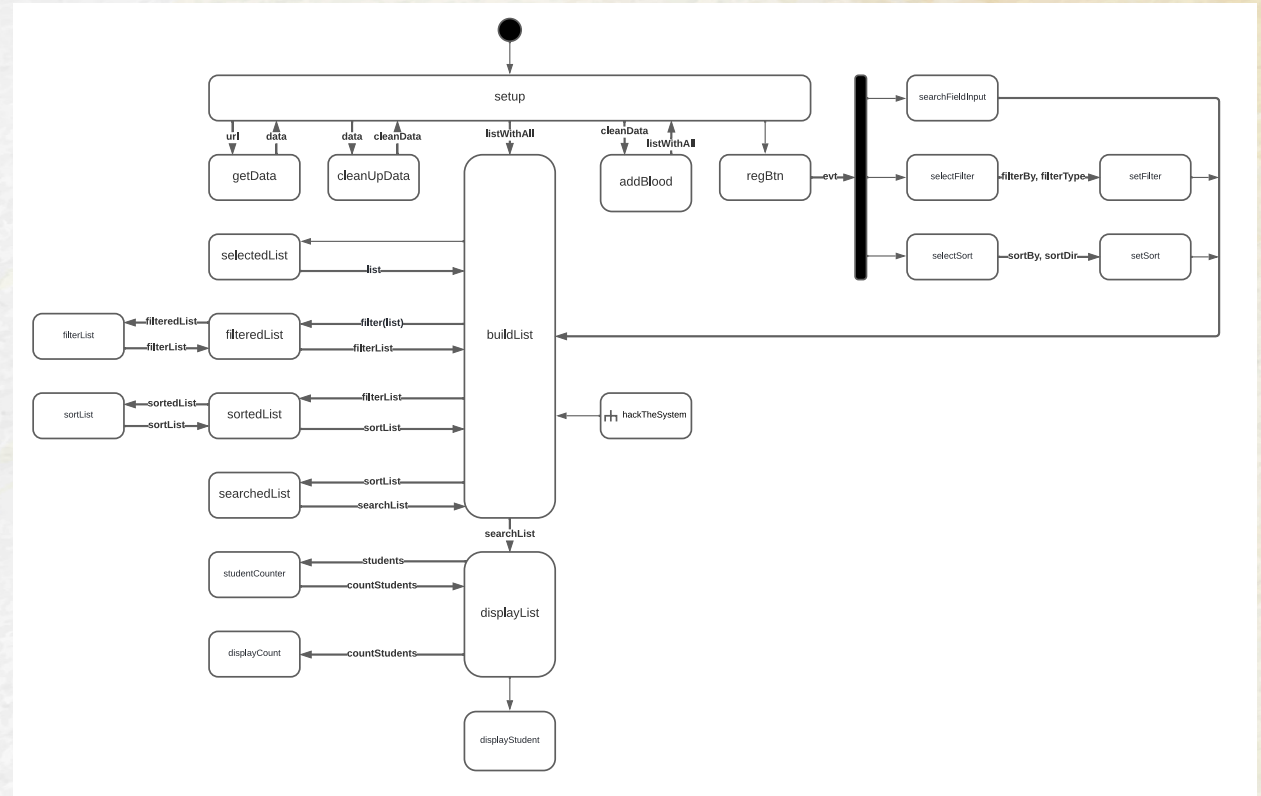 setup
url
data
data
cleanData
listWithAll
cleanData
listWithAll
getData
cleanUpData
addBlood
regBtn
evt
searchFieldInput
selectFilter
filterBy, filterType
setFilter
selectSort
sortBy, sortDir
setSort
selectedList
list
filterList
filteredList
filterList
filteredList
filter(list)
filterList
buildList
sortList
sortedList
sortList
sortedList
filterList
sortList
hackTheSystem
searchedList
sortList
searchList
searchList
studentCounter
students
countStudents
displayList
displayCount
countStudents
displayStudent